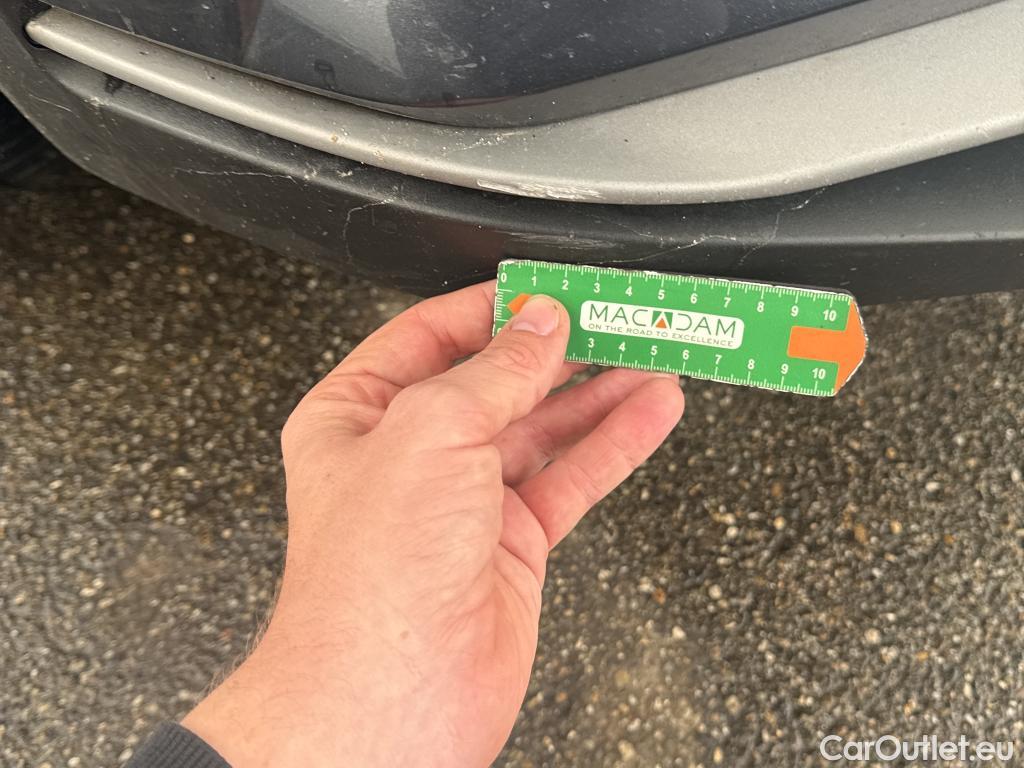 0 1 2 3 4 5 6 7 8 9 10
MACADAM
ON THE ROAD TO EXCELLENCE
3 4 5 6 7 8 9 10
CarOutlet.eu